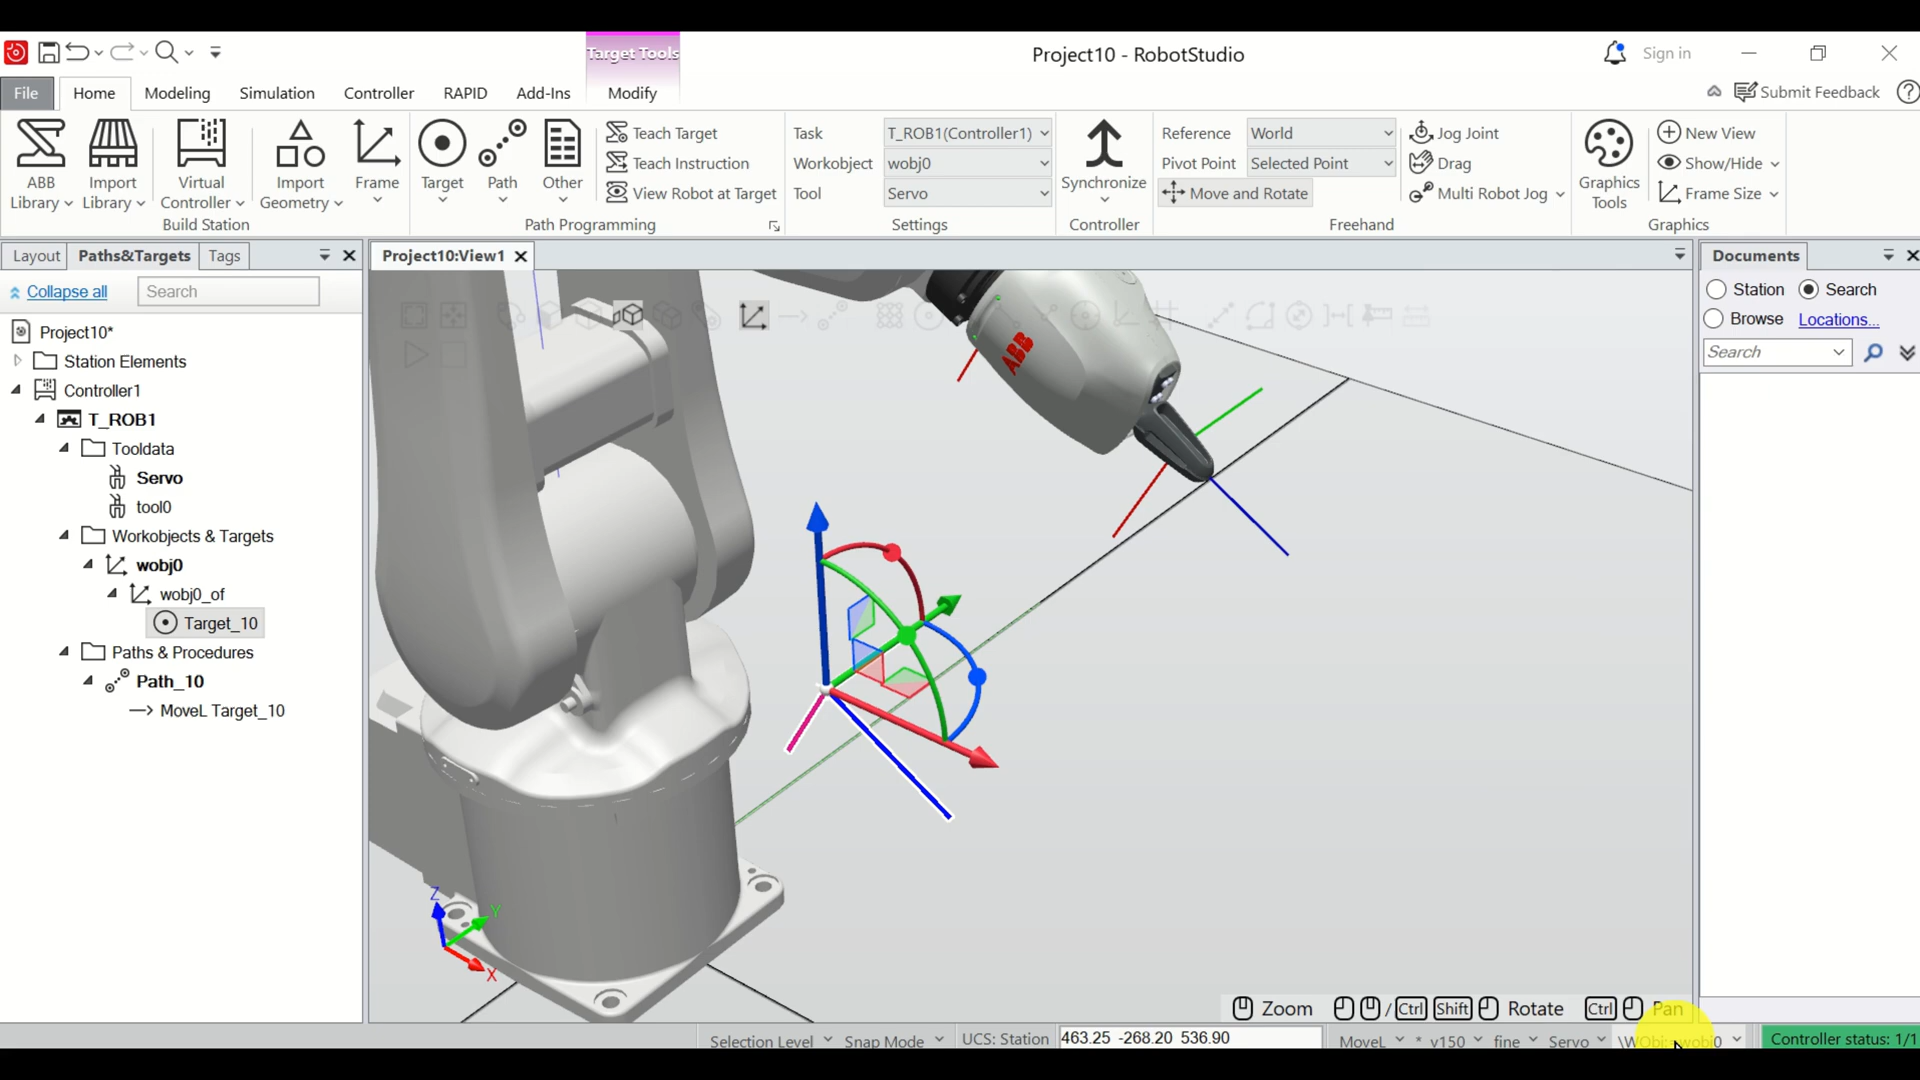 Target Tools
Project10 - RobotStudio
Sign in
File
Home
Modeling
Simulation
Controller
RAPID
Add-Ins
Modify
Submit Feedback
ABB Library
Import Library
Virtual Controller
Import Geometry
Frame
Target
Path
Other
Teach Target
Teach Instruction
View Robot at Target
Task T_ROB1(Controller1)
Workobject wobj0
Tool Servo
Synchronize
Reference World
Pivot Point Selected Point
Move and Rotate
Jog Joint
Drag
Multi Robot Jog
Graphics Tools
New View
Show/Hide
Frame Size
Build Station
Path Programming
Settings
Controller
Freehand
Graphics
Layout
Paths&Targets
Tags
Project10:View1
Documents
Collapse all
Search
Station
Search
Browse
Locations...
Search
Project10*
Station Elements
Controller1
T_ROB1
Tooldata
Servo
tool0
Workobjects & Targets
wobj0
wobj0_of
Target_10
Paths & Procedures
Path_10
MoveL Target_10
ABB
Z
Y
X
Zoom
/ Ctrl Shift
Rotate
Ctrl
Pan
Selection Level
Snap Mode
UCS: Station
463.25 -268.20 536.90
MoveL
*
v150
fine
Servo
\WObj:=wobj0
Controller status: 1/1